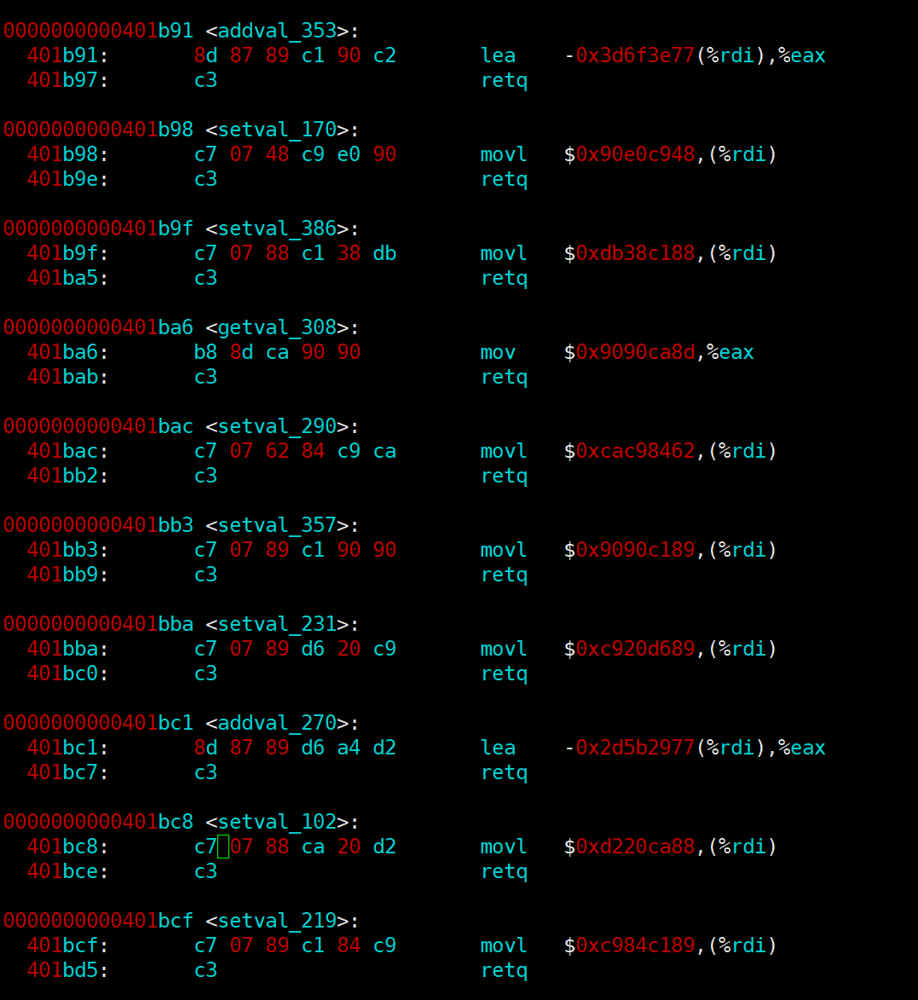 0000000000401b91 <addval_353>:
  401b91:       8d 87 89 c1 90 c2       lea    -0x3d6f3e77(%rdi),%eax
  401b97:       c3                      retq

0000000000401b98 <setval_170>:
  401b98:       c7 07 48 c9 e0 90       movl   $0x90e0c948,(%rdi)
  401b9e:       c3                      retq

0000000000401b9f <setval_386>:
  401b9f:       c7 07 88 c1 38 db       movl   $0xdb38c188,(%rdi)
  401ba5:       c3                      retq

0000000000401ba6 <getval_308>:
  401ba6:       b8 8d ca 90 90          mov    $0x9090ca8d,%eax
  401bab:       c3                      retq

0000000000401bac <setval_290>:
  401bac:       c7 07 62 84 c9 ca       movl   $0xcac98462,(%rdi)
  401bb2:       c3                      retq

0000000000401bb3 <setval_357>:
  401bb3:       c7 07 89 c1 90 90       movl   $0x9090c189,(%rdi)
  401bb9:       c3                      retq

0000000000401bba <setval_231>:
  401bba:       c7 07 89 d6 20 c9       movl   $0xc920d689,(%rdi)
  401bc0:       c3                      retq

0000000000401bc1 <addval_270>:
  401bc1:       8d 87 89 d6 a4 d2       lea    -0x2d5b2977(%rdi),%eax
  401bc7:       c3                      retq

0000000000401bc8 <setval_102>:
  401bc8:       c7 07 88 ca 20 d2       movl   $0xd220ca88,(%rdi)
  401bce:       c3                      retq

0000000000401bcf <setval_219>:
  401bcf:       c7 07 89 c1 84 c9       movl   $0xc984c189,(%rdi)
  401bd5:       c3                      retq